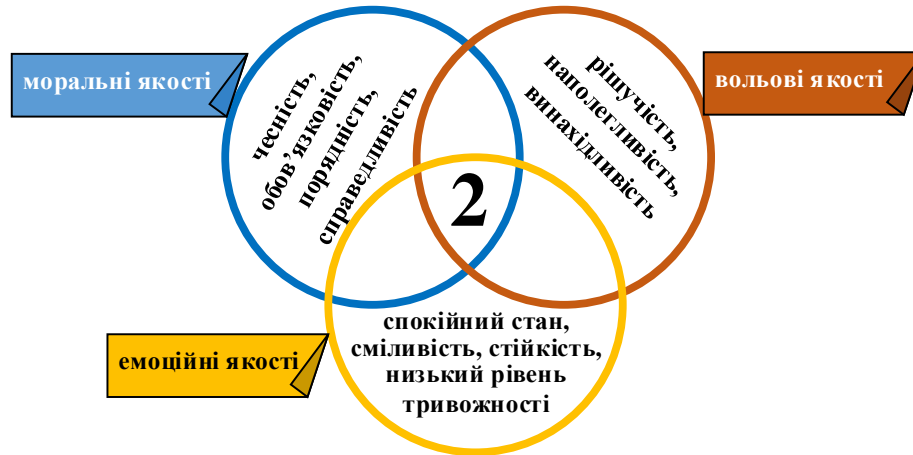 моральні якості
чесність,
обов’язковість,
порядність,
справедливість
рішучість,
наполегливість,
винахідливість
вольові якості
2
емоційні якості
спокійний стан,
сміливість, стійкість,
низький рівень
тривожності